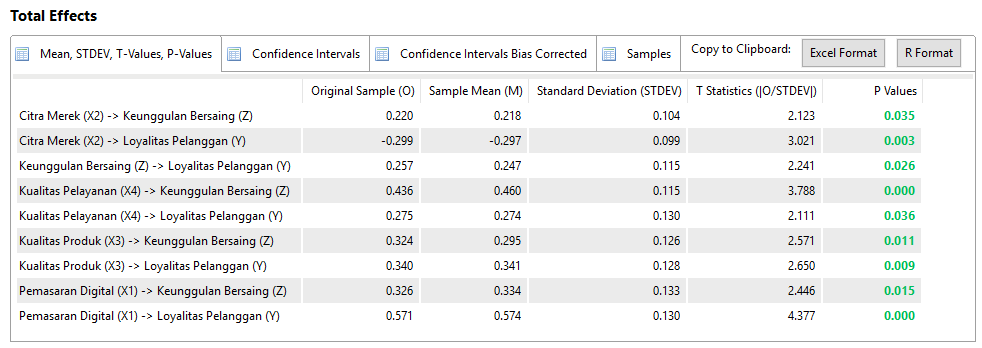 Total Effects
Mean, STDEV, T-Values, P-Values Confidence Intervals Confidence Intervals Bias Corrected Samples Copy to Clipboard: Excel Format R Format
Original Sample (O) Sample Mean (M) Standard Deviation (STDEV) T Statistics (|O/STDEV|) P Values
Citra Merek (X2) -> Keunggulan Bersaing (Z) 0.220 0.218 0.104 2.123 0.035
Citra Merek (X2) -> Loyalitas Pelanggan (Y) -0.299 -0.297 0.099 3.021 0.003
Keunggulan Bersaing (Z) -> Loyalitas Pelanggan (Y) 0.257 0.247 0.115 2.241 0.026
Kualitas Pelayanan (X4) -> Keunggulan Bersaing (Z) 0.436 0.460 0.115 3.788 0.000
Kualitas Pelayanan (X4) -> Loyalitas Pelanggan (Y) 0.275 0.274 0.130 2.111 0.036
Kualitas Produk (X3) -> Keunggulan Bersaing (Z) 0.324 0.295 0.126 2.571 0.011
Kualitas Produk (X3) -> Loyalitas Pelanggan (Y) 0.340 0.341 0.128 2.650 0.009
Pemasaran Digital (X1) -> Keunggulan Bersaing (Z) 0.326 0.334 0.133 2.446 0.015
Pemasaran Digital (X1) -> Loyalitas Pelanggan (Y) 0.571 0.574 0.130 4.377 0.000